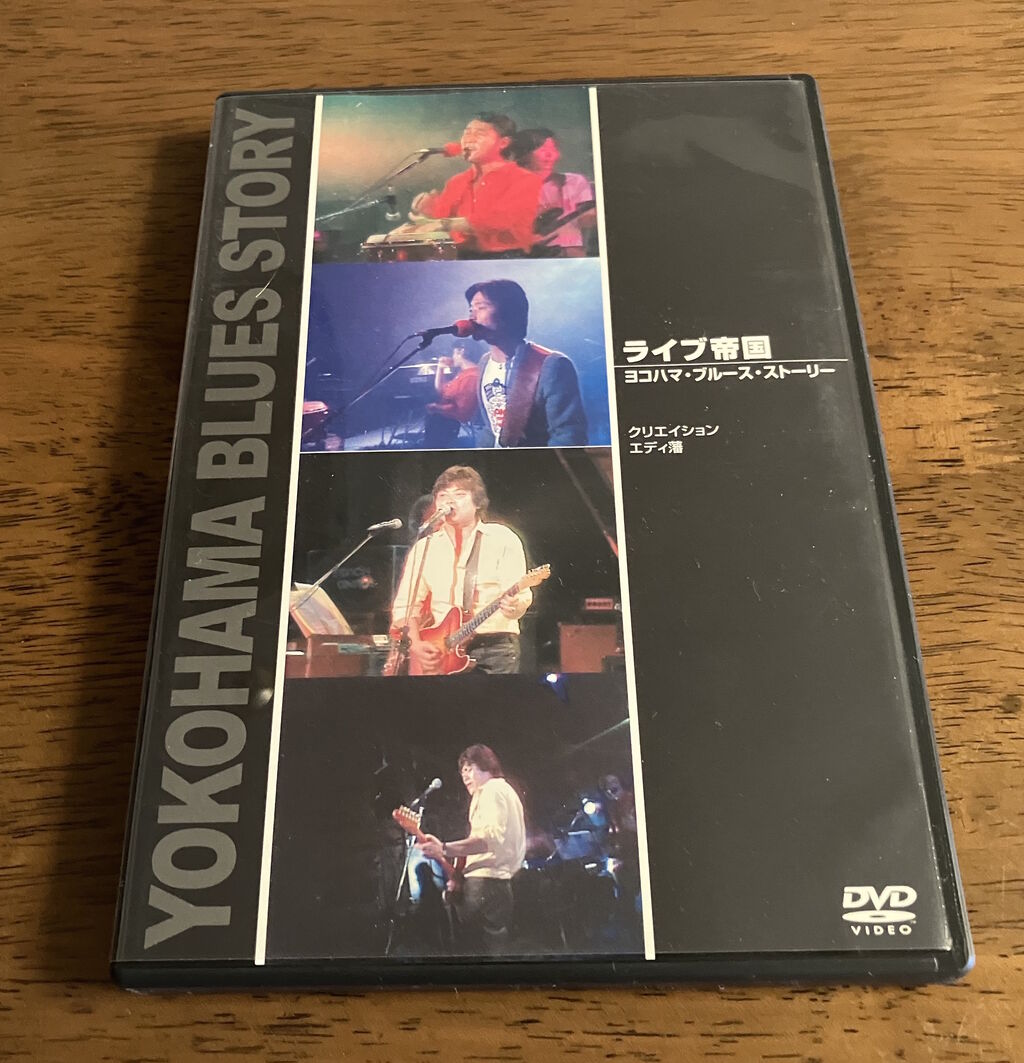 YOKOHAMA BLUES STORY
ライブ帝国
ヨコハマ・ブルース・ストーリー
クリエイション
エディ藩
DVD
VIDEO